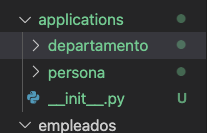 applications
departamento
persona
__init__.py U
empleados